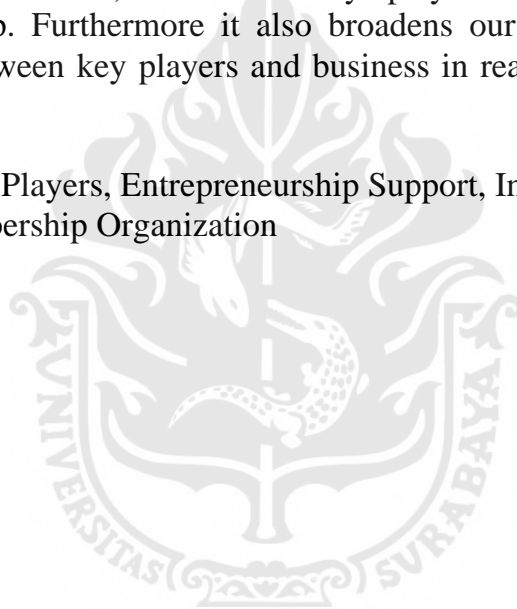 . Furthermore it also broadens our
ween key players and business in rea
Players, Entrepreneurship Support, In
bership Organization
UNIVERSITAS SURABAYA